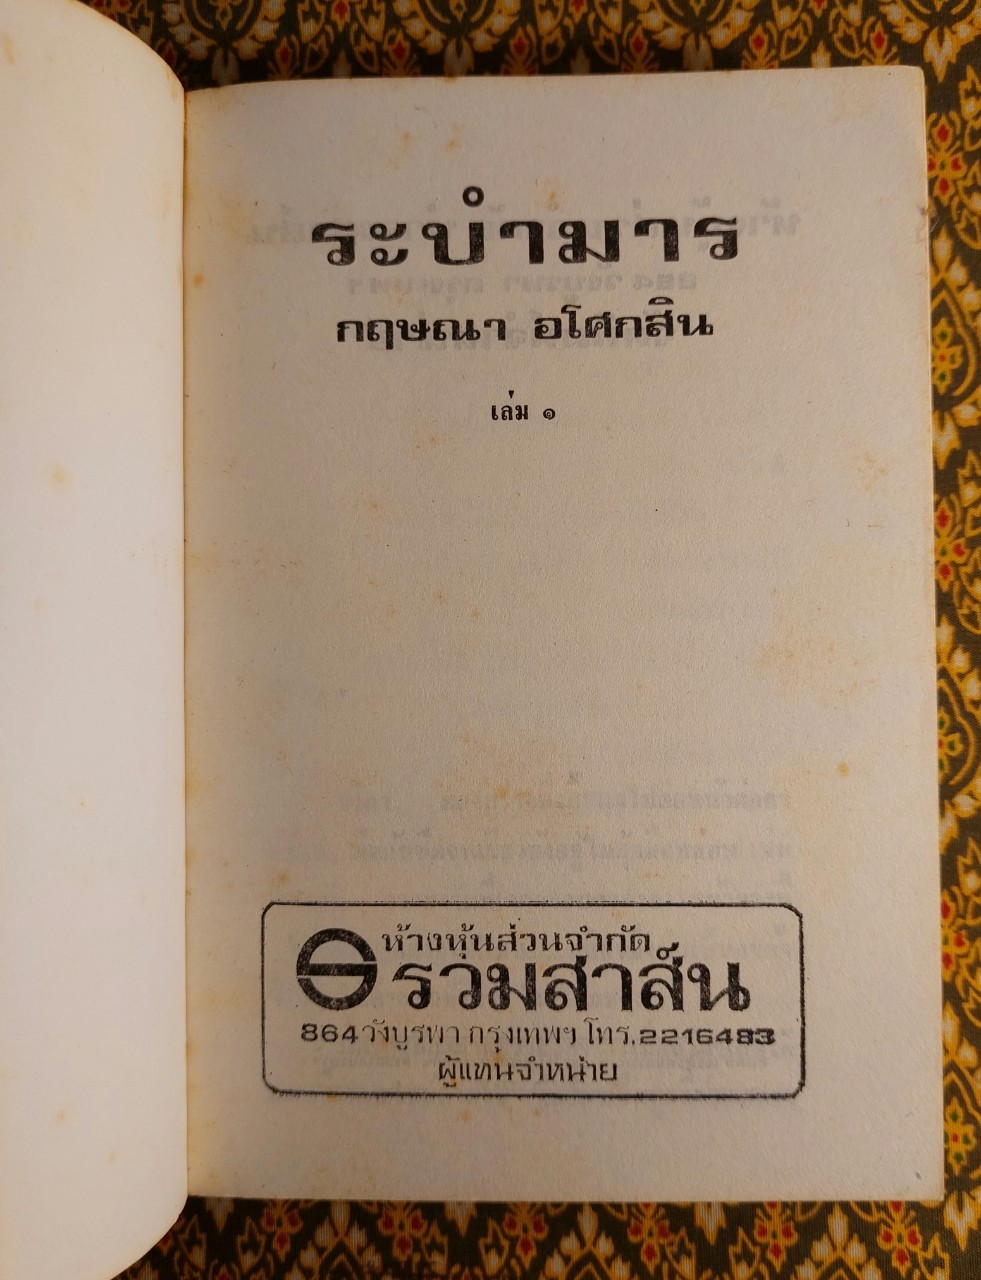 ระบำมาร
กฤษณา อโศกสิน
เล่ม ๑
ห้างหุ้นส่วนจำกัด
รวมสาส์น
864 วังบูรพา กรุงเทพฯ โทร.2216483
ผู้แทนจำหน่าย